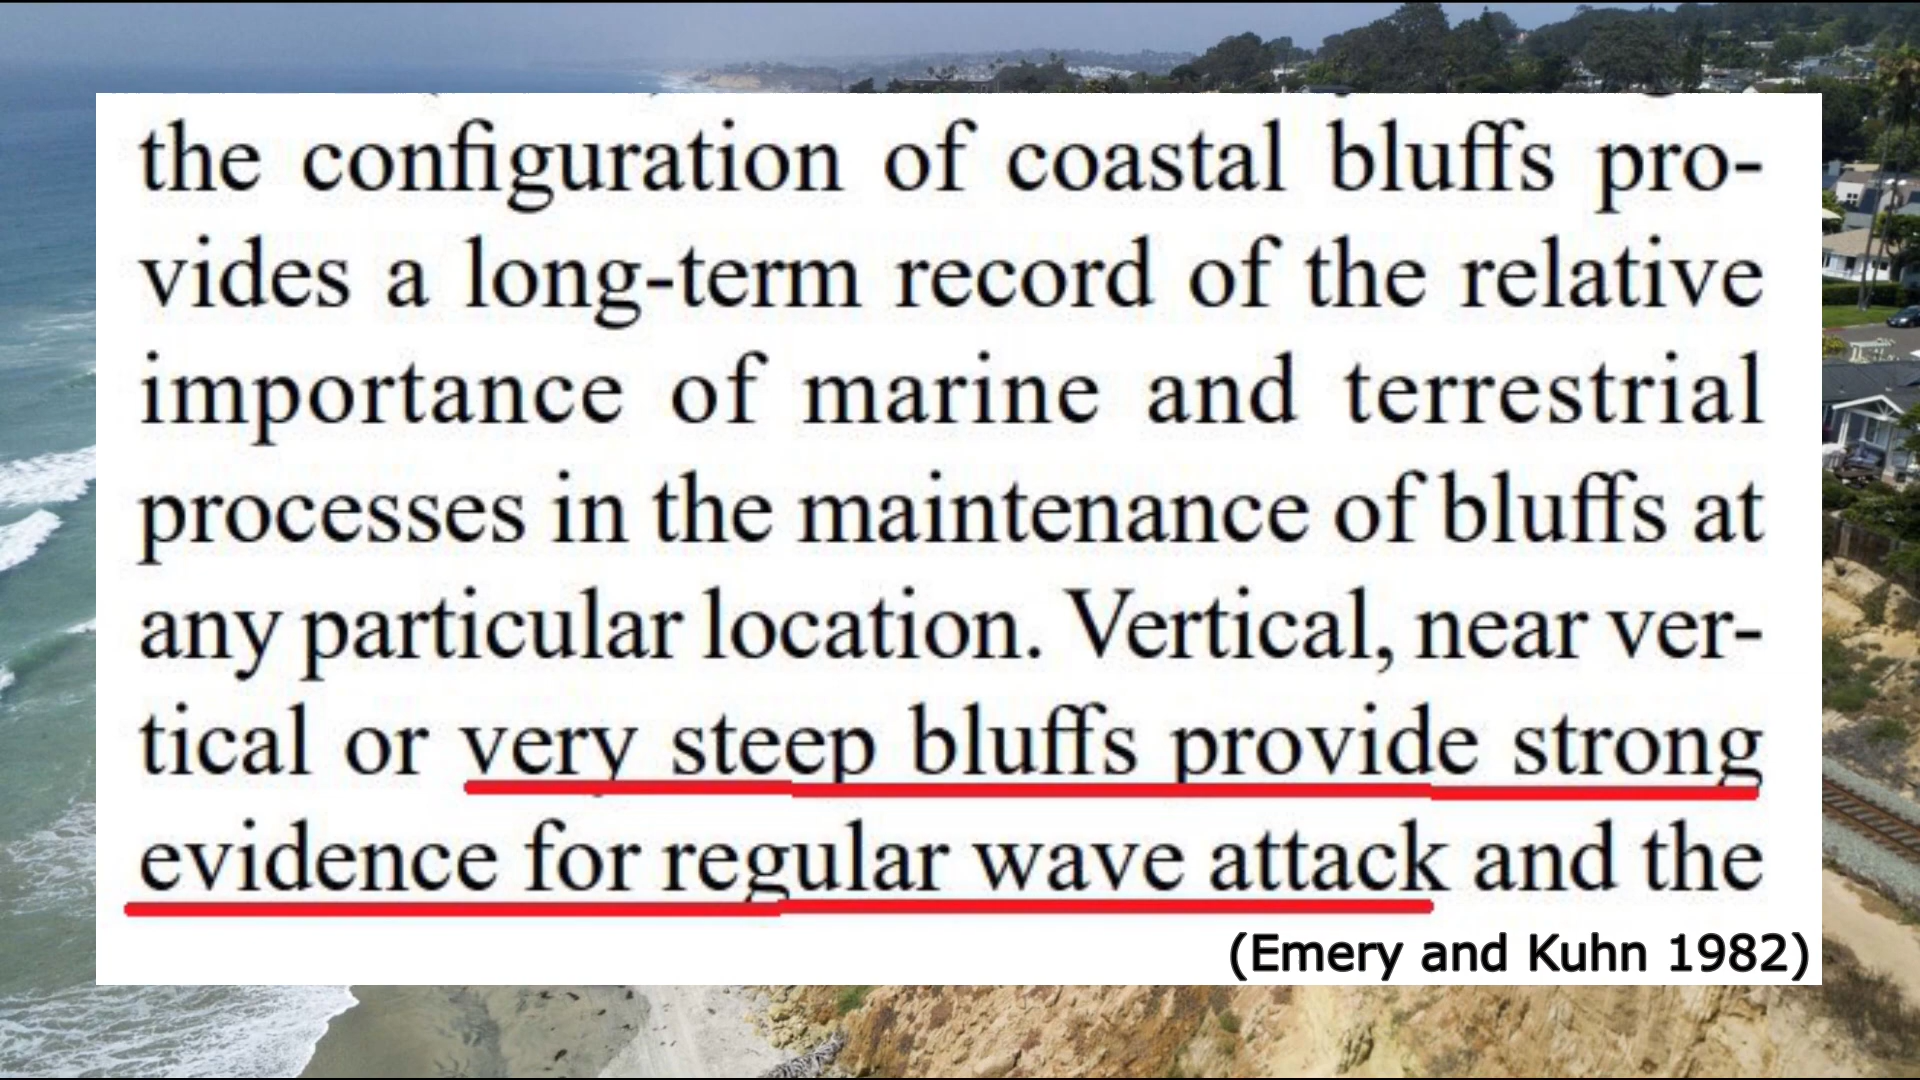 the configuration of coastal bluffs pro-
vides a long-term record of the relative
importance of marine and terrestrial
processes in the maintenance of bluffs at
any particular location. Vertical, near ver-
tical or very steep bluffs provide strong
evidence for regular wave attack and the
(Emery and Kuhn 1982)